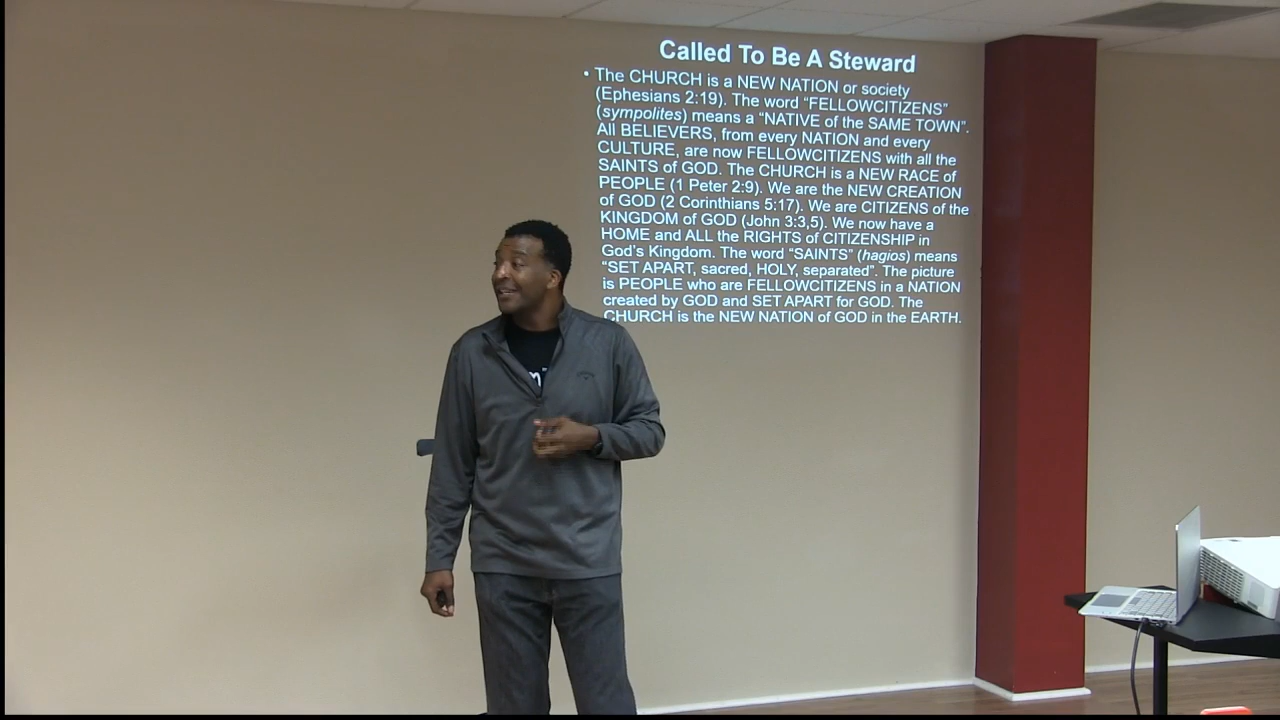 Called To Be A Steward
• The CHURCH is a NEW NATION or society
(Ephesians 2:19). The word “FELLOWCITIZENS”
(sympolites) means a “NATIVE of the SAME TOWN”.
All BELIEVERS, from every NATION and every
CULTURE, are now FELLOWCITIZENS with all the
SAINTS of GOD. The CHURCH is a NEW RACE of
PEOPLE (1 Peter 2:9). We are the NEW CREATION
of GOD (2 Corinthians 5:17). We are CITIZENS of the
KINGDOM of GOD (John 3:3,5). We now have a
HOME and ALL the RIGHTS of CITIZENSHIP in
God’s Kingdom. The word “SAINTS” (hagios) means
“SET APART, sacred, HOLY, separated”. The picture
is PEOPLE who are FELLOWCITIZENS in a NATION
created by GOD and SET APART for GOD. The
CHURCH is the NEW NATION of GOD in the EARTH.